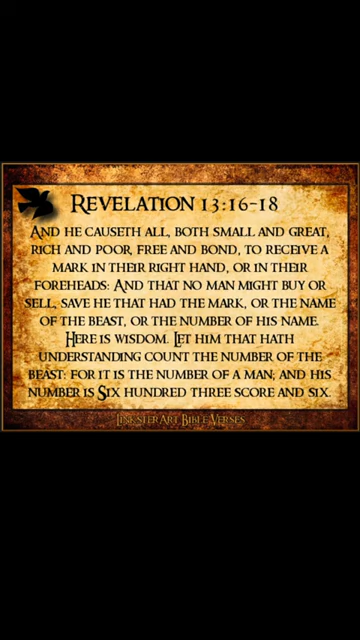 Revelation 13:16-18
And he causeth all, both small and great,
rich and poor, free and bond, to receive a
mark in their right hand, or in their
foreheads: And that no man might buy or
sell, save he that had the mark, or the name
of the beast, or the number of his name.
Here is wisdom. Let him that hath
understanding count the number of the
beast: for it is the number of a man; and his
number is Six hundred three score and six.
LinksterArt Bible Verses